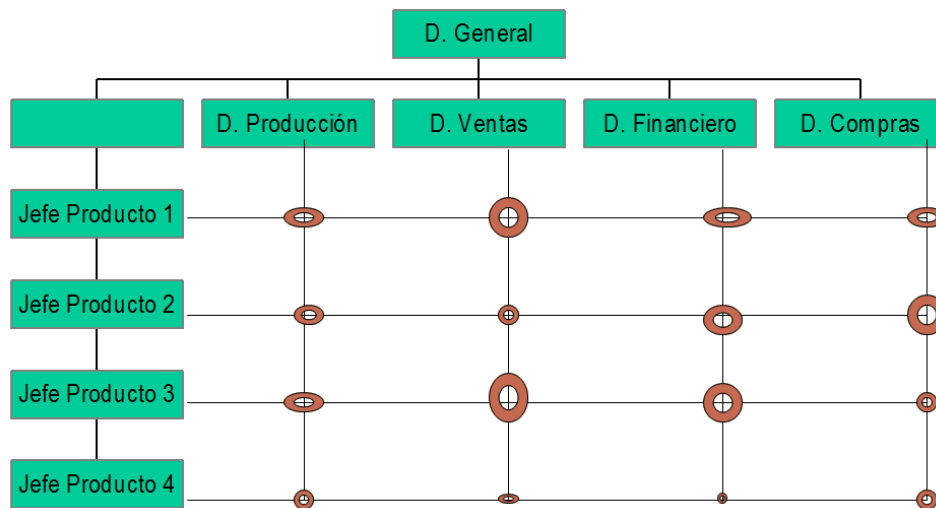 D. General
D. Producción
D. Ventas
D. Financiero
D. Compras
Jefe Producto 1
Jefe Producto 2
Jefe Producto 3
Jefe Producto 4